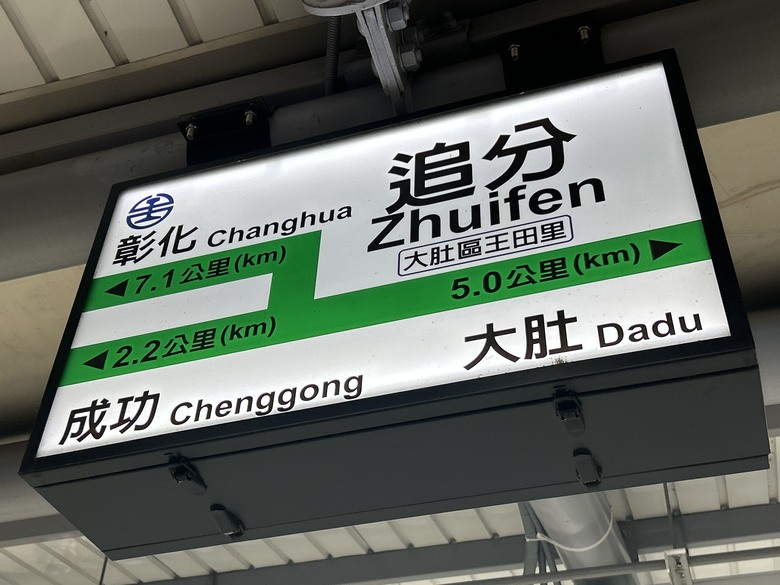 追分
Zhuifen
大肚區王田里
彰化 Changhua
◀7.1公里(km)
5.0公里(km)▶
◀2.2公里(km)
成功 Chenggong
大肚 Dadu